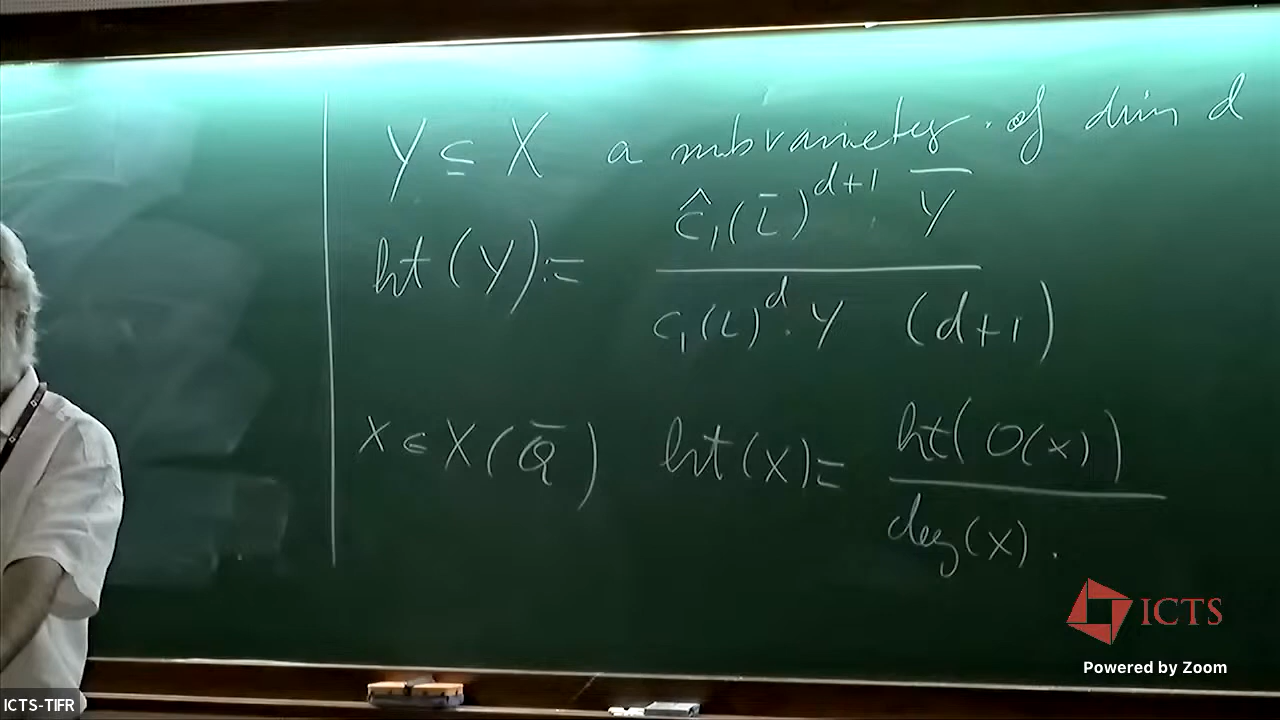 Y ⊆ X a subvariety of dim d
ht(Y) := ĉ₁(L̄)^{d+1} · Ȳ / c₁(L)^d · Y (d+1)
x ∈ X(Q̄) ht(x) = ht(O(x)) / deg(x).
ICTS
Powered by Zoom
ICTS-TIFR